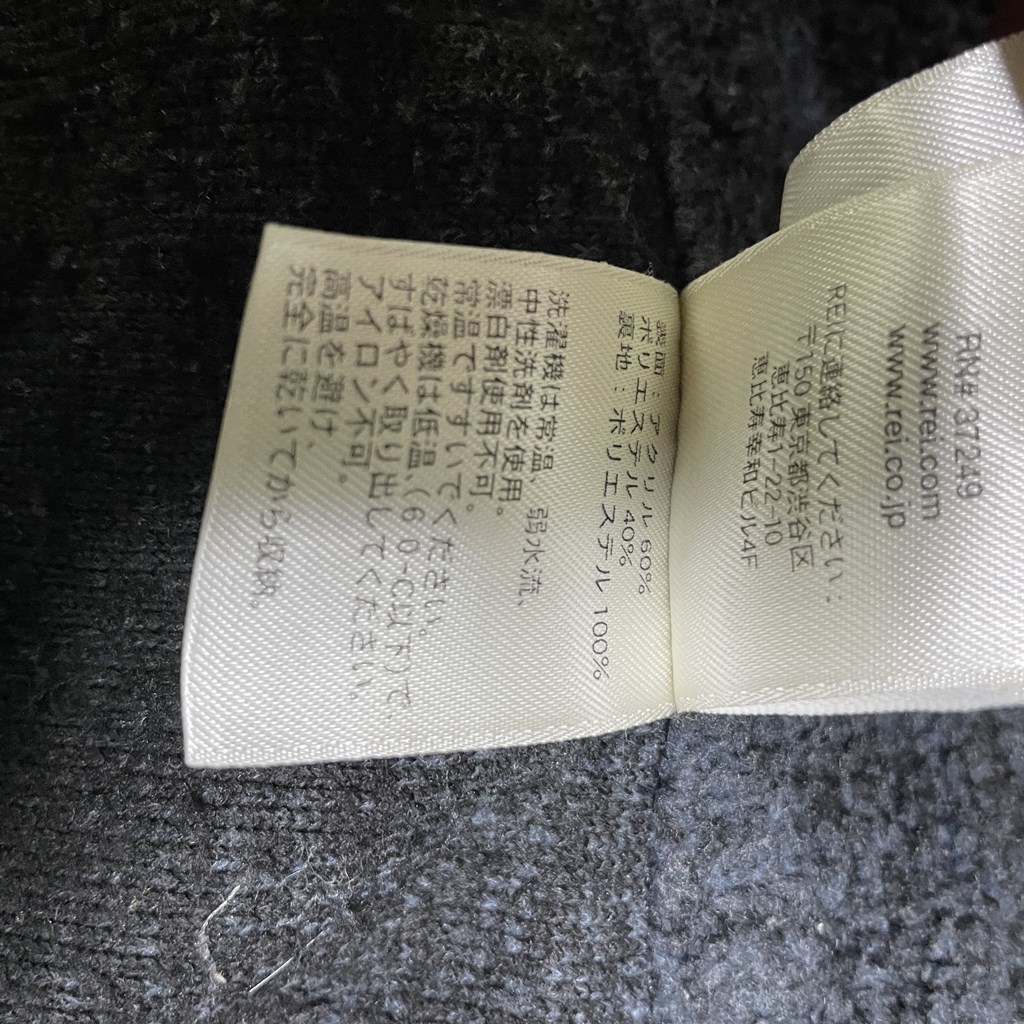 RN# 37249
www.rei.com
www.rei.co.jp
REIに連絡してください:
〒150 東京都渋谷区
恵比寿1-22-10
恵比寿幸和ビル4F
表面:アクリル 60%
ポリエステル 40%
裏地:ポリエステル 100%
洗濯機は常温、弱水流、
中性洗剤を使用。
漂白剤使用不可。
常温ですすいでください。
乾燥機は低温、(60-C以下)で、
すばやく取り出してください。
アイロン不可。
高温を避け、
完全に乾いてから収納。